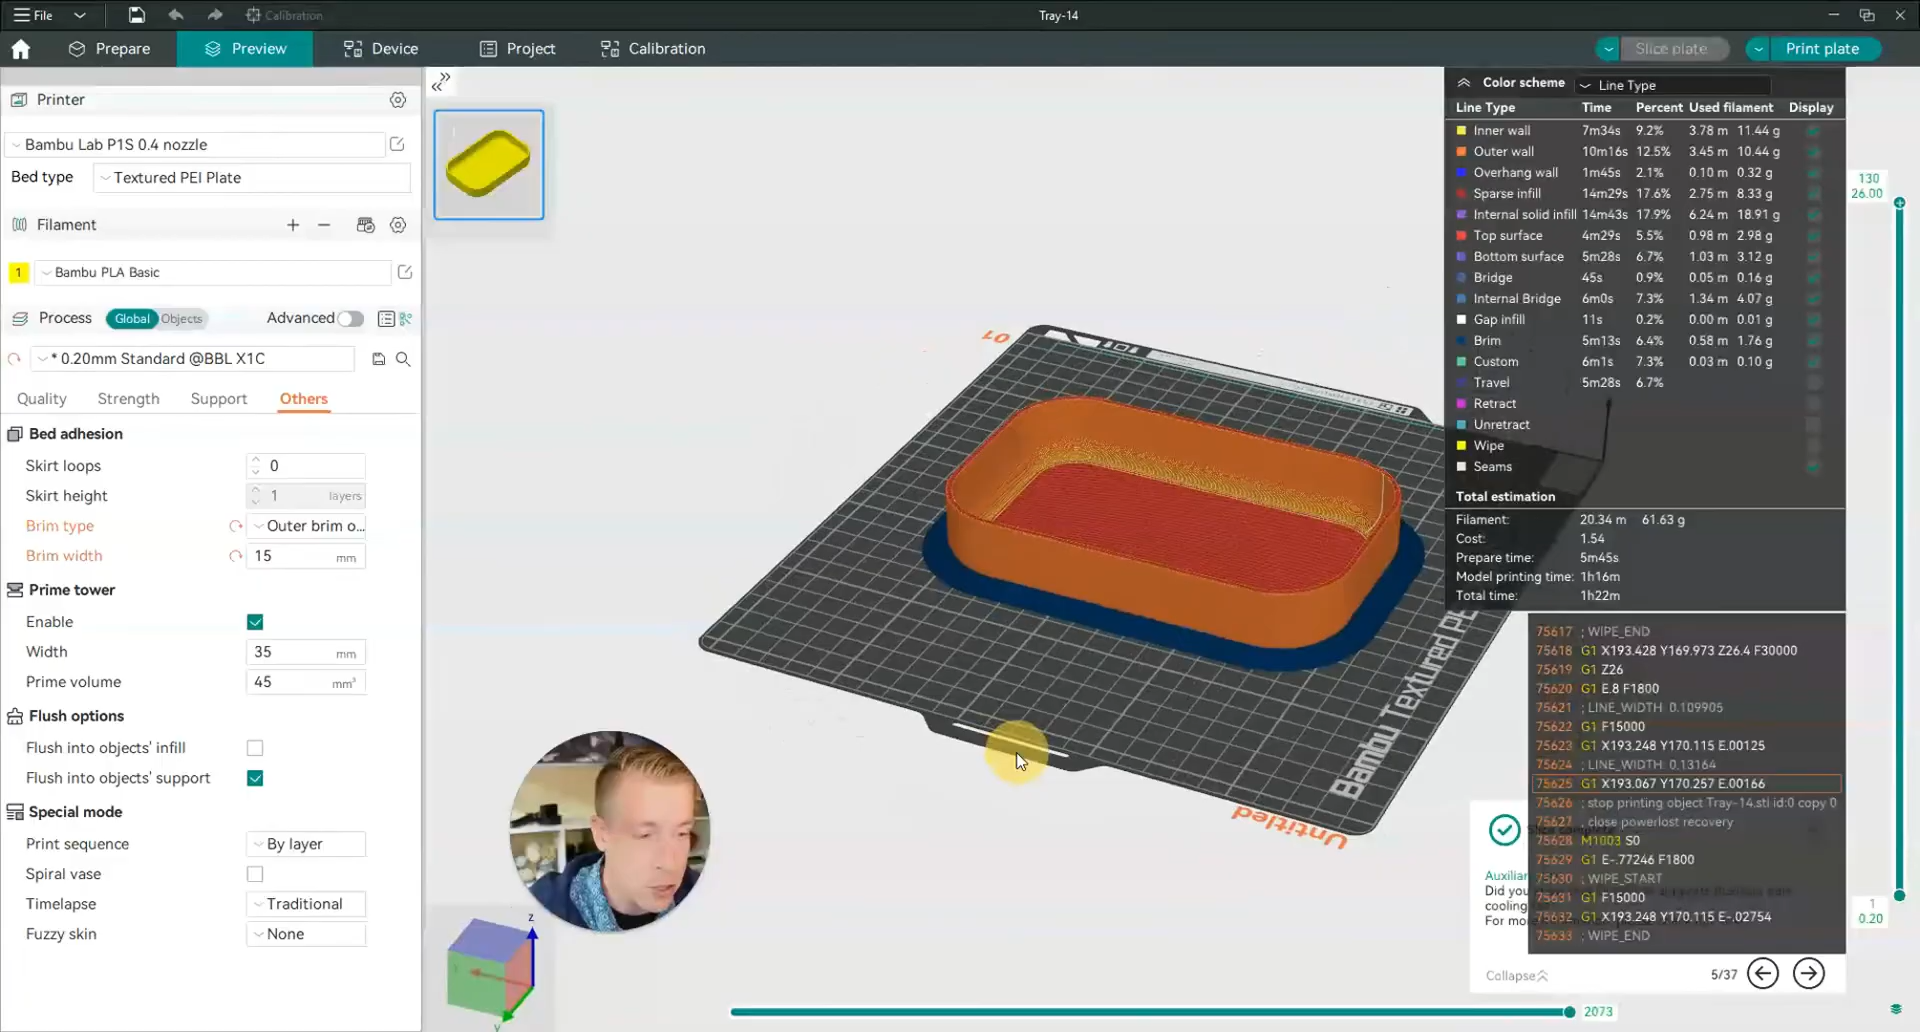 File
Calibration
Tray-14
Prepare
Preview
Device
Project
Calibration
Slice plate
Print plate
Printer
Bambu Lab P1S 0.4 nozzle
Bed type
Textured PEI Plate
Filament
1
Bambu PLA Basic
Process
Global
Objects
Advanced
* 0.20mm Standard @BBL X1C
Quality
Strength
Support
Others
Bed adhesion
Skirt loops
0
Skirt height
1
layers
Brim type
Outer brim o...
Brim width
15
mm
Prime tower
Enable
Width
35
mm
Prime volume
45
mm³
Flush options
Flush into objects' infill
Flush into objects' support
Special mode
Print sequence
By layer
Spiral vase
Timelapse
Traditional
Fuzzy skin
None
01
Untitled
z
y
Color scheme
Line Type
Line Type Time Percent Used filament Display
Inner wall 7m34s 9.2% 3.78 m 11.44 g
Outer wall 10m16s 12.5% 3.45 m 10.44 g
Overhang wall 1m45s 2.1% 0.10 m 0.32 g
Sparse infill 14m29s 17.6% 2.75 m 8.33 g
Internal solid infill 14m43s 17.9% 6.24 m 18.91 g
Top surface 4m29s 5.5% 0.98 m 2.98 g
Bottom surface 5m28s 6.7% 1.03 m 3.12 g
Bridge 45s 0.9% 0.05 m 0.16 g
Internal Bridge 6m0s 7.3% 1.34 m 4.07 g
Gap infill 11s 0.2% 0.00 m 0.01 g
Brim 5m13s 6.4% 0.58 m 1.76 g
Custom 6m1s 7.3% 0.03 m 0.10 g
Travel 5m28s 6.7%
Retract
Unretract
Wipe
Seams
Total estimation
Filament: 20.34 m 61.63 g
Cost: 1.54
Prepare time: 5m45s
Model printing time: 1h16m
Total time: 1h22m
130
26.00
Bambu Textured PE
75617 ; WIPE_END
75618 G1 X193.428 Y169.973 Z26.4 F30000
75619 G1 Z26
75620 G1 E.8 F1800
75621 ; LINE_WIDTH: 0.109905
75622 G1 F15000
75623 G1 X193.248 Y170.115 E.00125
75624 ; LINE_WIDTH: 0.13164
75625 G1 X193.067 Y170.257 E.00166
75626 ; stop printing object Tray-14.stl id:0 copy 0
75627 ; close powerlost recovery
75628 M1003 S0
75629 G1 E-.77246 F1800
75630 ; WIPE_START
75631 G1 F15000
75632 G1 X193.248 Y170.115 E-.02754
75633 ; WIPE_END
Auxiliar
Did you
cooling
For more
Collapse
5/37
1
0.20
2073